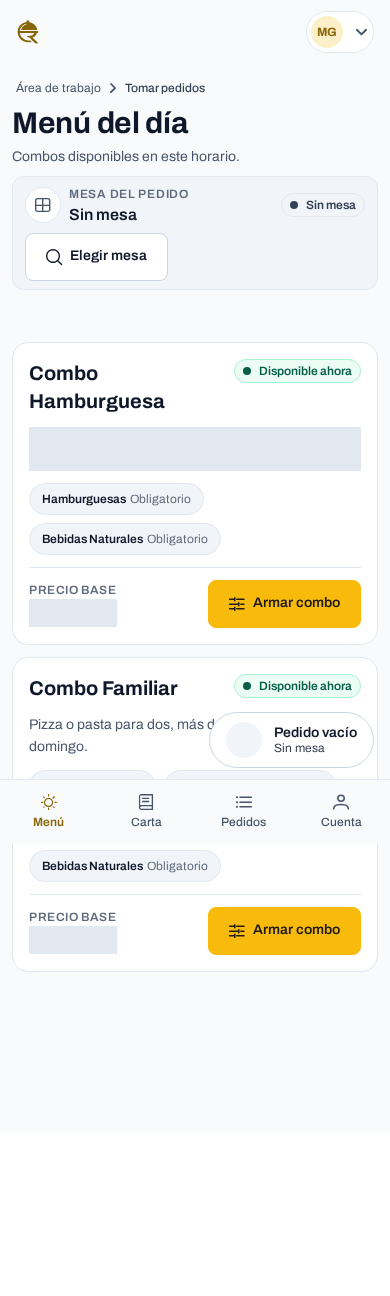 MG
Área de trabajo > Tomar pedidos
Menú del día
Combos disponibles en este horario.
MESA DEL PEDIDO
Sin mesa
Sin mesa
Elegir mesa
Combo
Hamburguesa
Disponible ahora
Hamburguesas Obligatorio
Bebidas Naturales Obligatorio
PRECIO BASE
Armar combo
Combo Familiar
Disponible ahora
Pizza o pasta para dos, más
domingo.
Pedido vacío
Sin mesa
Menú
Carta
Pedidos
Cuenta
Bebidas Naturales Obligatorio
PRECIO BASE
Armar combo